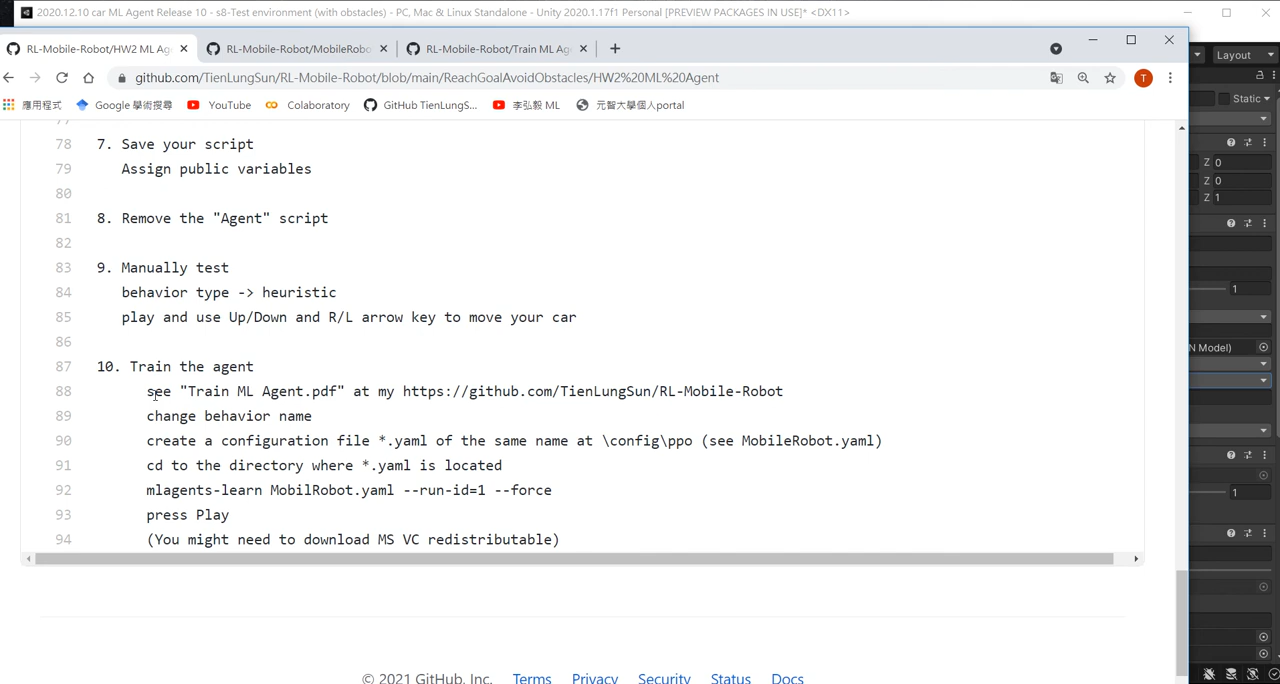 2020.12.10 car ML Agent Release 10 - s8-Test environment (with obstacles) - PC, Mac & Linux Standalone - Unity 2020.1.17f1 Personal [PREVIEW PACKAGES IN USE]* <DX11>
RL-Mobile-Robot/HW2 ML Age
RL-Mobile-Robot/MobileRobo
RL-Mobile-Robot/Train ML Ag
Layout
github.com/TienLungSun/RL-Mobile-Robot/blob/main/ReachGoalAvoidObstacles/HW2%20ML%20Agent
T
應用程式 Google 學術搜尋 YouTube Colaboratory GitHub TienLungS... 李弘毅 ML 元智大學個人portal
Static
78 7. Save your script
79 Assign public variables
80
81 8. Remove the "Agent" script
82
83 9. Manually test
84 behavior type -> heuristic
85 play and use Up/Down and R/L arrow key to move your car
86
87 10. Train the agent
88 see "Train ML Agent.pdf" at my https://github.com/TienLungSun/RL-Mobile-Robot
89 change behavior name
90 create a configuration file *.yaml of the same name at \config\ppo (see MobileRobot.yaml)
91 cd to the directory where *.yaml is located
92 mlagents-learn MobilRobot.yaml --run-id=1 --force
93 press Play
94 (You might need to download MS VC redistributable)
Z 0
Z 0
Z 1
1
N Model)
1
© 2021 GitHub, Inc. Terms Privacy Security Status Docs